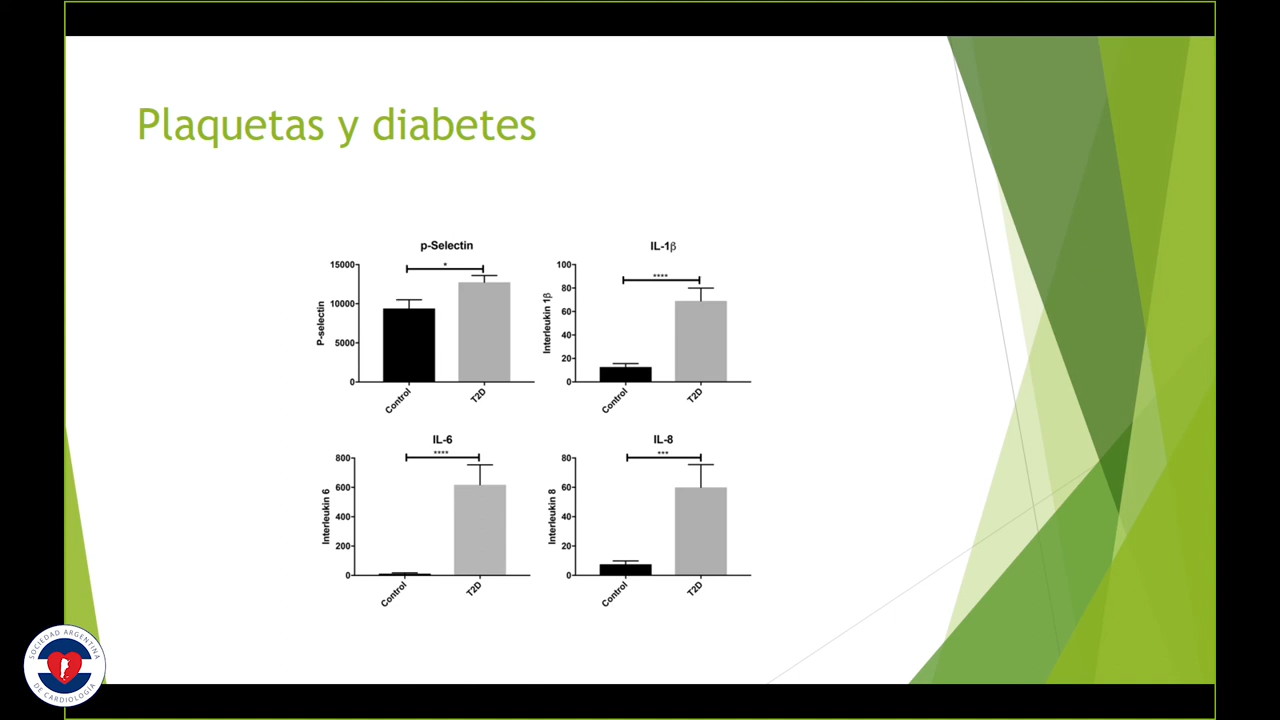 Plaquetas y diabetes
p-Selectin
15000
10000
5000
0
P-selectin
*
Control
T2D
IL-1β
100
80
60
40
20
0
Interleukin 1β
****
Control
T2D
IL-6
800
600
400
200
0
Interleukin 6
****
Control
T2D
IL-8
80
60
40
20
0
Interleukin 8
***
Control
T2D
SOCIEDAD ARGENTINA
DE CARDIOLOGÍA